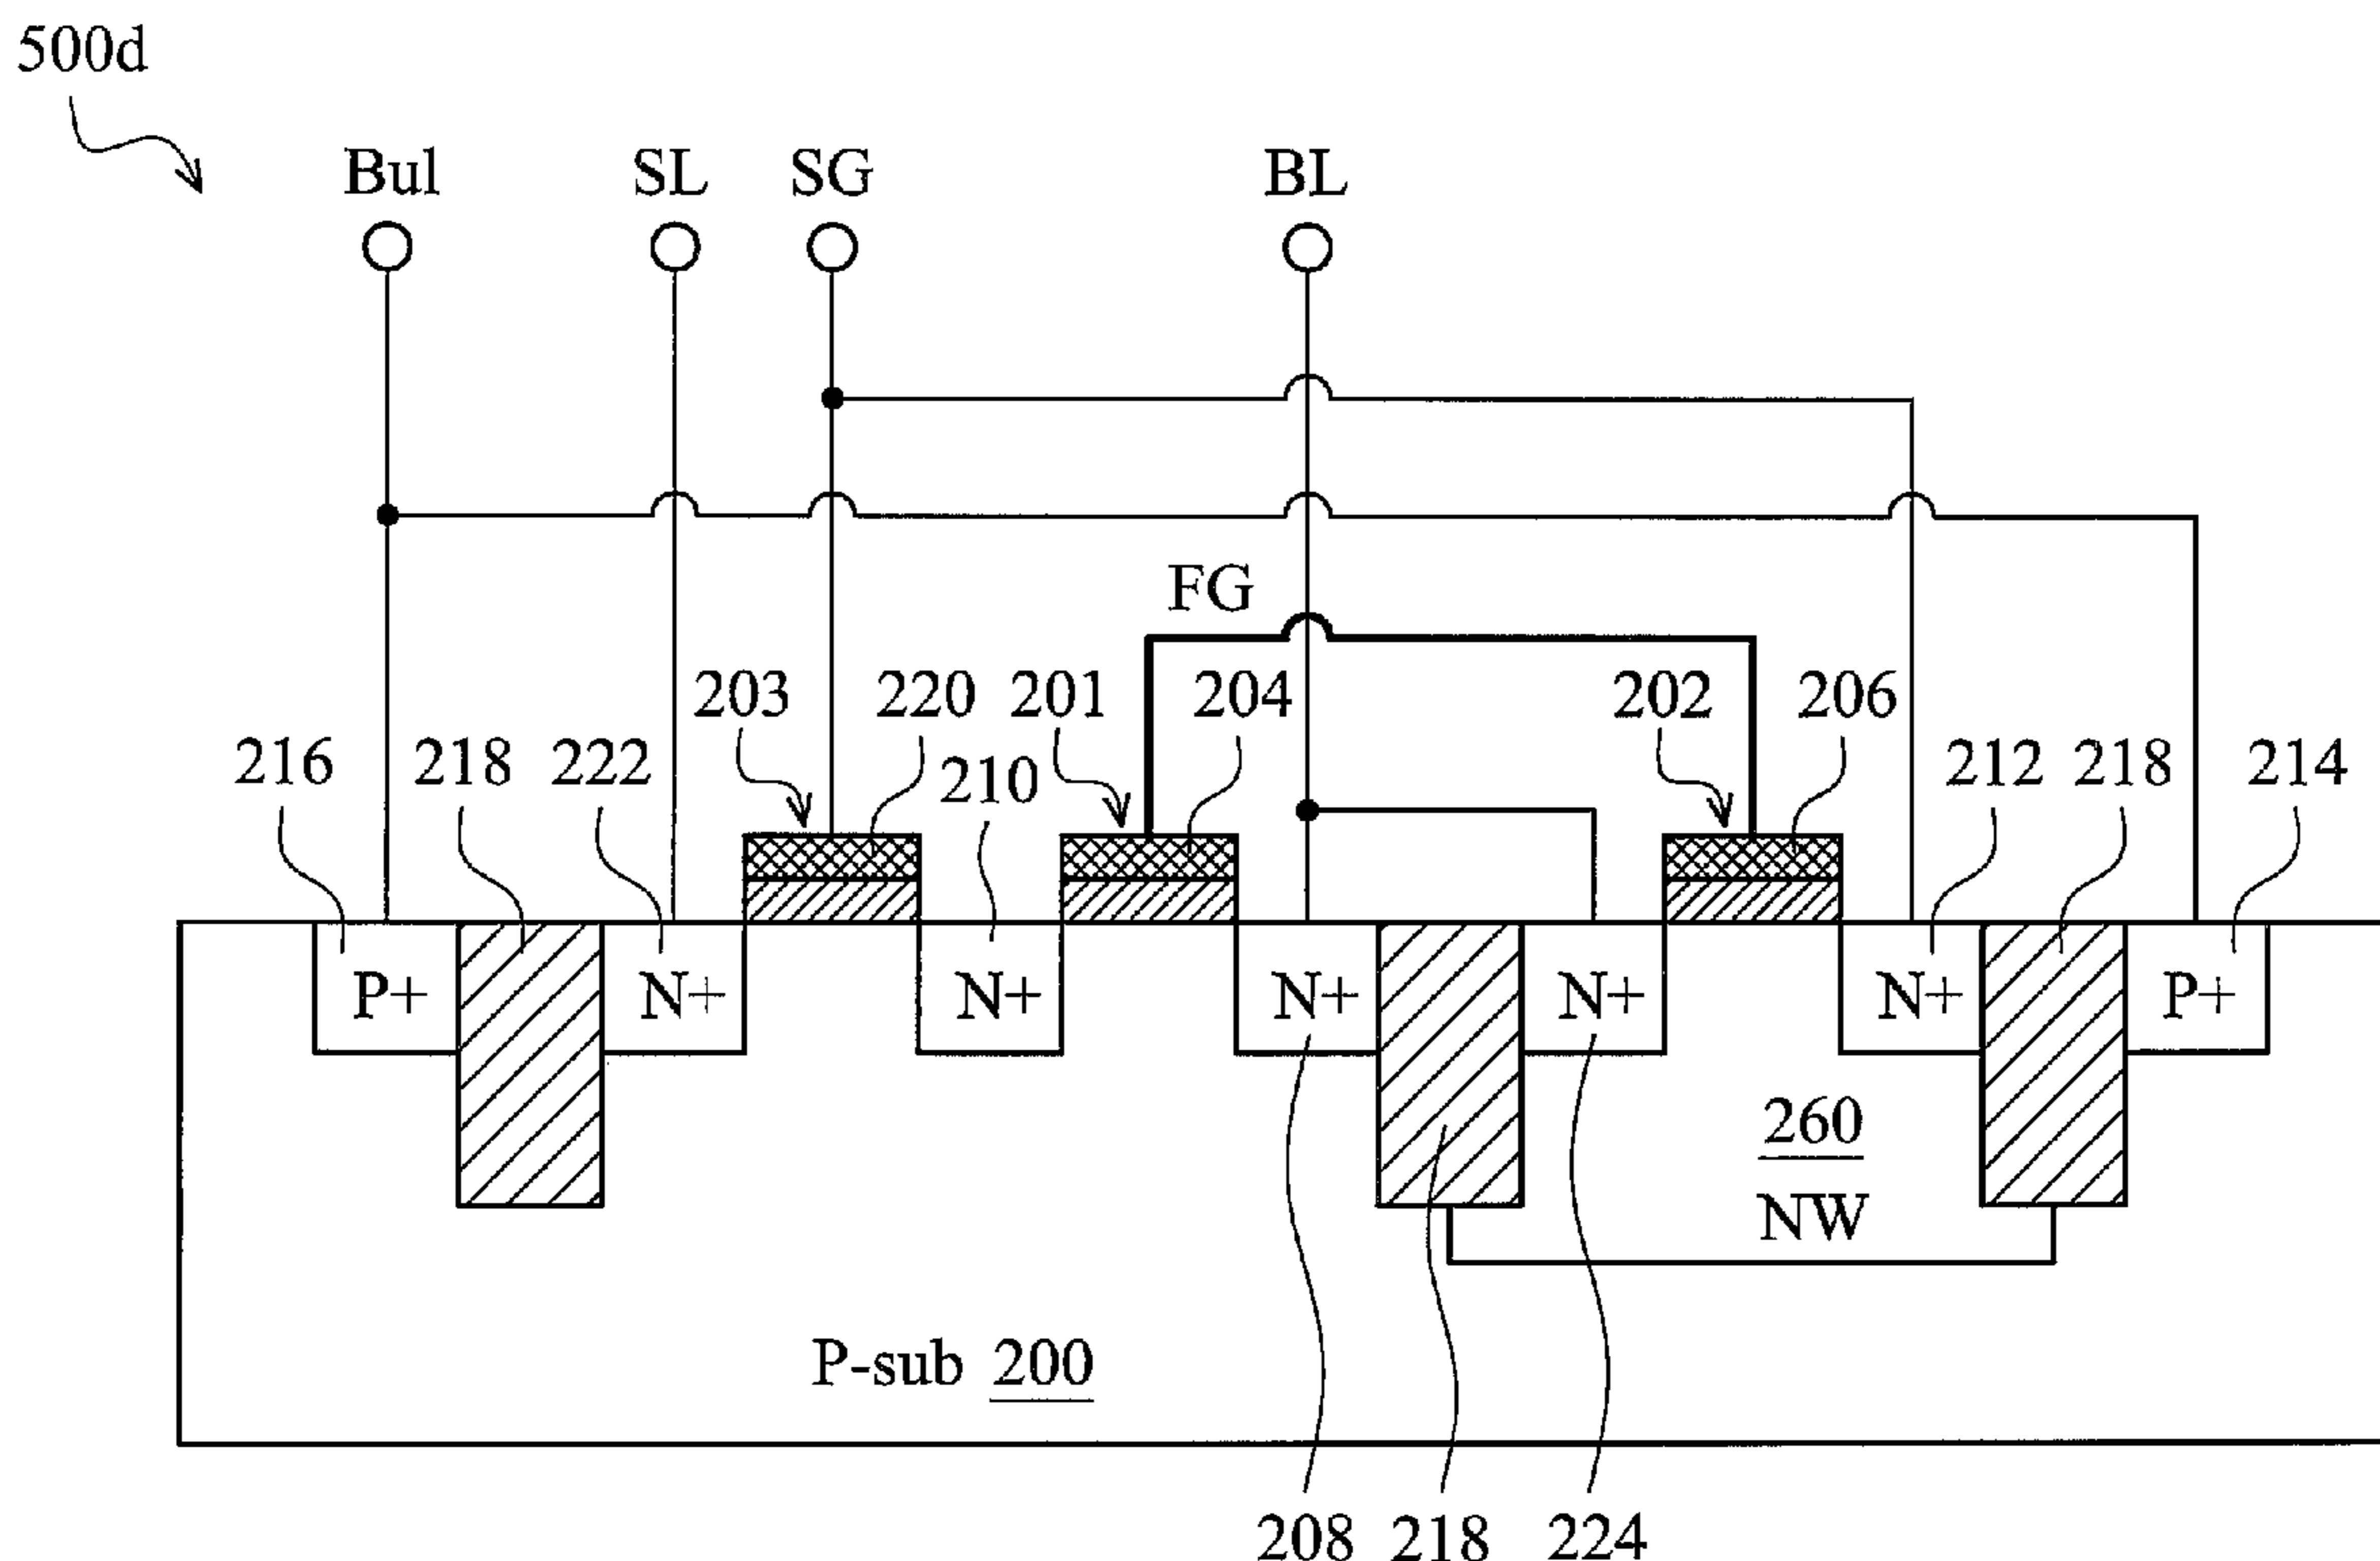 500d
Bul SL SG BL
FG
203 220 201 204 202 206
216 218 222 210 212 218 214
P+ N+ N+ N+ N+ N+ P+
260
NW
P-sub 200
208 218 224